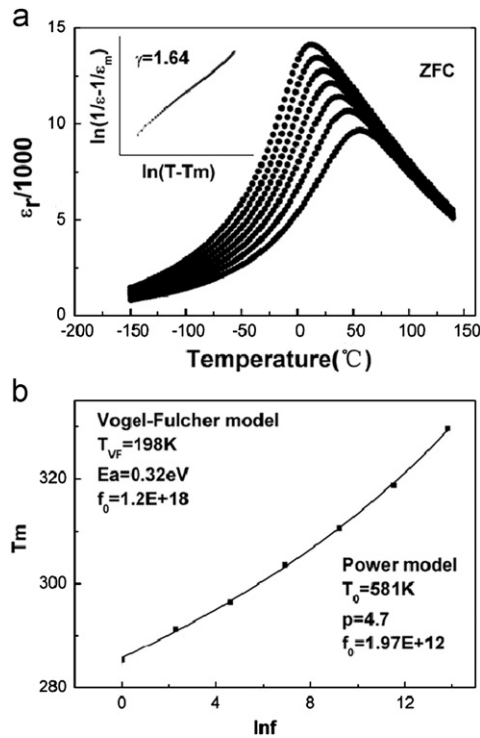 a
15
10
5
0
εr/1000
γ=1.64
ln(1/ε-1/εm)
ln(T-Tm)
ZFC
-200 -150 -100 -50 0 50 100 150
Temperature(℃)
b
320
300
280
Tm
Vogel-Fulcher model
TVF=198K
Ea=0.32eV
f0=1.2E+18
Power model
T0=581K
p=4.7
f0=1.97E+12
0 4 8 12
lnf